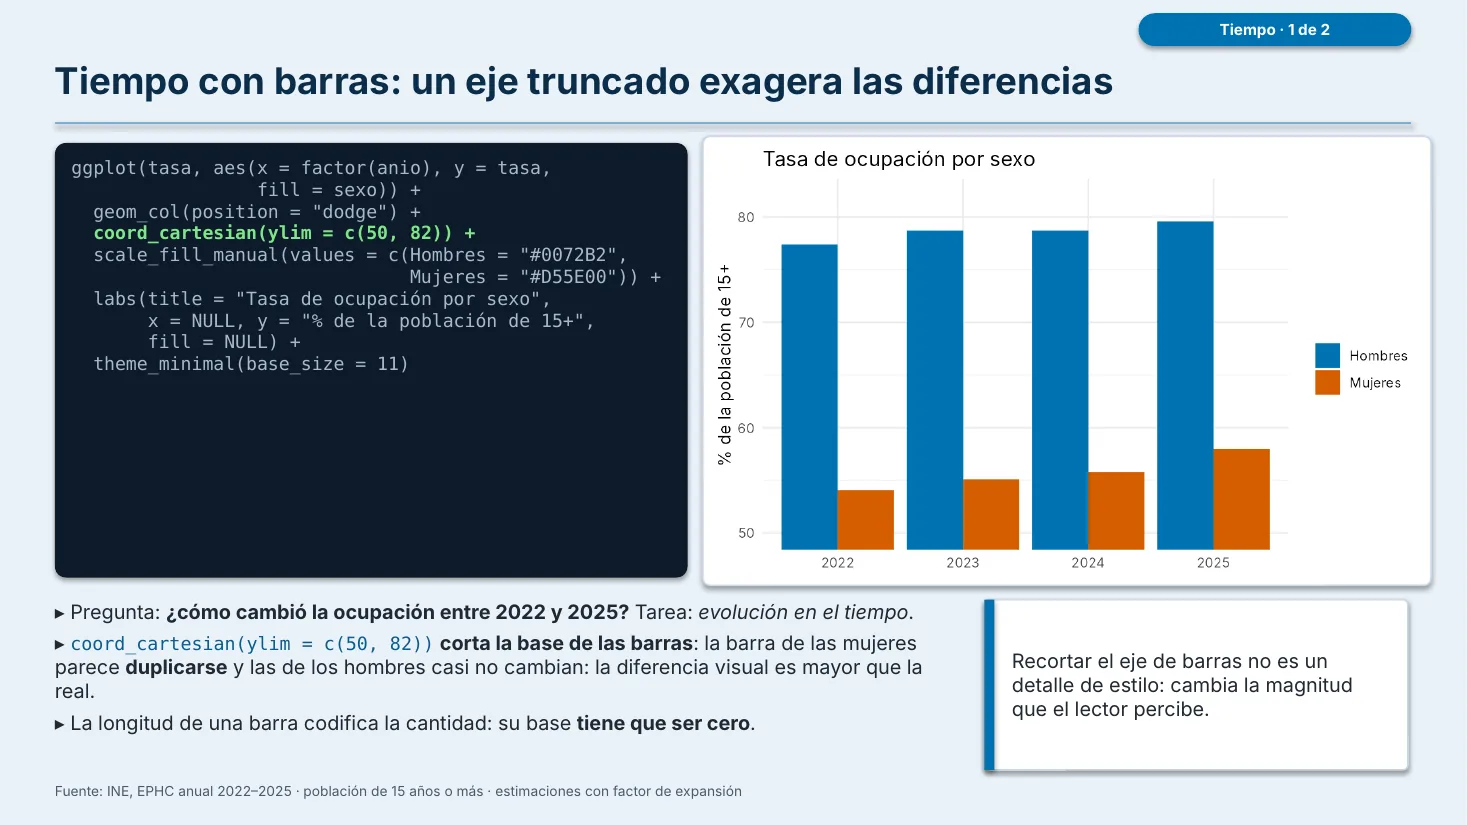 Tiempo · 1 de 2
Tiempo con barras: un eje truncado exagera las diferencias
ggplot(tasa, aes(x = factor(anio), y = tasa,
                 fill = sexo)) +
  geom_col(position = "dodge") +
  coord_cartesian(ylim = c(50, 82)) +
  scale_fill_manual(values = c(Hombres = "#0072B2",
                               Mujeres = "#D55E00")) +
  labs(title = "Tasa de ocupación por sexo",
       x = NULL, y = "% de la población de 15+",
       fill = NULL) +
  theme_minimal(base_size = 11)
Tasa de ocupación por sexo
% de la población de 15+
80
70
60
50
2022 2023 2024 2025
Hombres
Mujeres
▸ Pregunta: ¿cómo cambió la ocupación entre 2022 y 2025? Tarea: evolución en el tiempo.
▸ coord_cartesian(ylim = c(50, 82)) corta la base de las barras: la barra de las mujeres
parece duplicarse y las de los hombres casi no cambian: la diferencia visual es mayor que la
real.
▸ La longitud de una barra codifica la cantidad: su base tiene que ser cero.
Recortar el eje de barras no es un
detalle de estilo: cambia la magnitud
que el lector percibe.
Fuente: INE, EPHC anual 2022–2025 · población de 15 años o más · estimaciones con factor de expansión